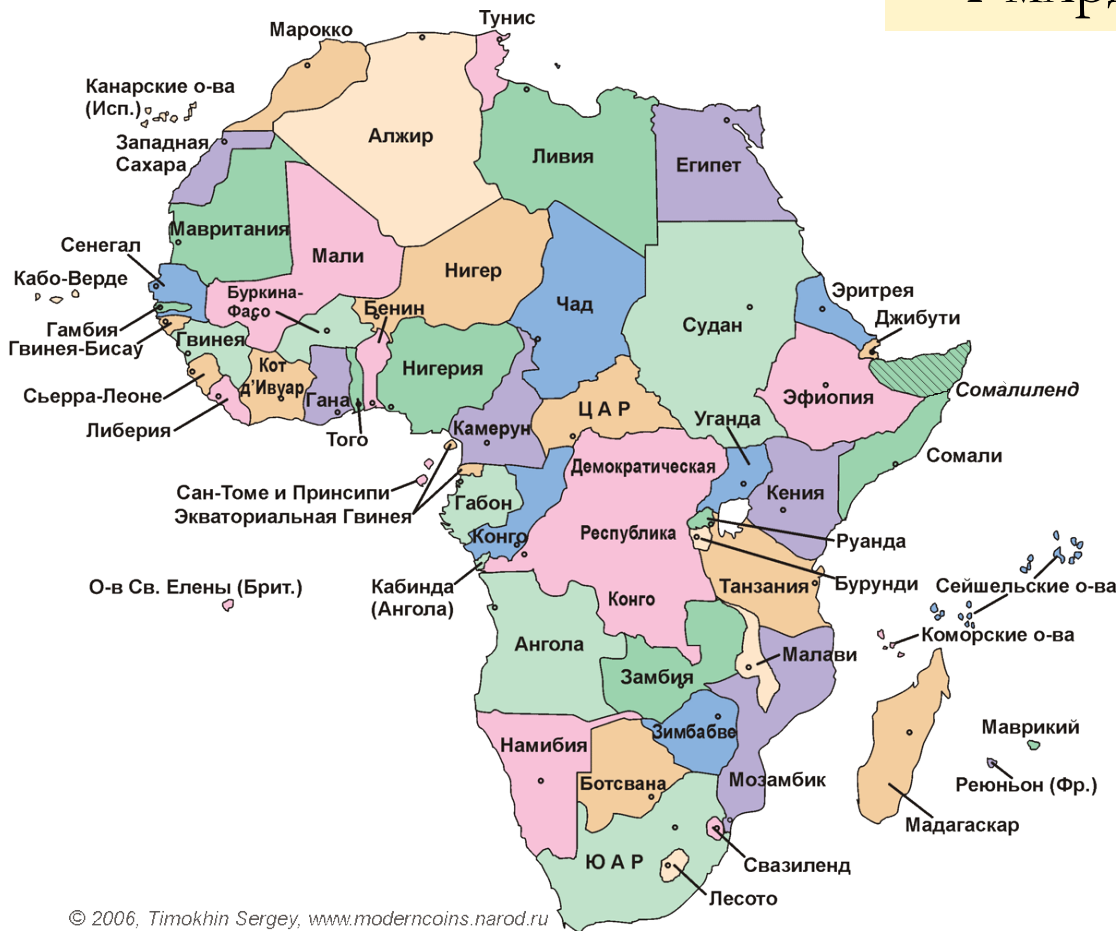 1 млрд
Тунис
Марокко
Канарские о-ва
(Исп.)
Алжир
Западная
Сахара
Ливия
Египет
Мавритания
Сенегал
Мали
Нигер
Кабо-Верде
Буркина-
Фасо
Бенин
Чад
Эритрея
Джибути
Судан
Гамбия
Гвинея-Бисау
Гвинея
Кот
д'Ивуар
Нигерия
Сомалиленд
Сьерра-Леоне
Гана
Эфиопия
Ц А Р
Уганда
Либерия
Того
Камерун
Сомали
Демократическая
Республика
Конго
Сан-Томе и Принсипи
Экваториальная Гвинея
Габон
Кения
Конго
Руанда
О-в Св. Елены (Брит.)
Кабинда
(Ангола)
Танзания
Бурунди
Сейшельские о-ва
Коморские о-ва
Ангола
Малави
Замбия
Маврикий
Намибия
Зимбабве
Ботсвана
Мозамбик
Реюньон (Фр.)
Мадагаскар
Ю А Р
Свазиленд
Лесото
© 2006, Timokhin Sergey, www.moderncoins.narod.ru